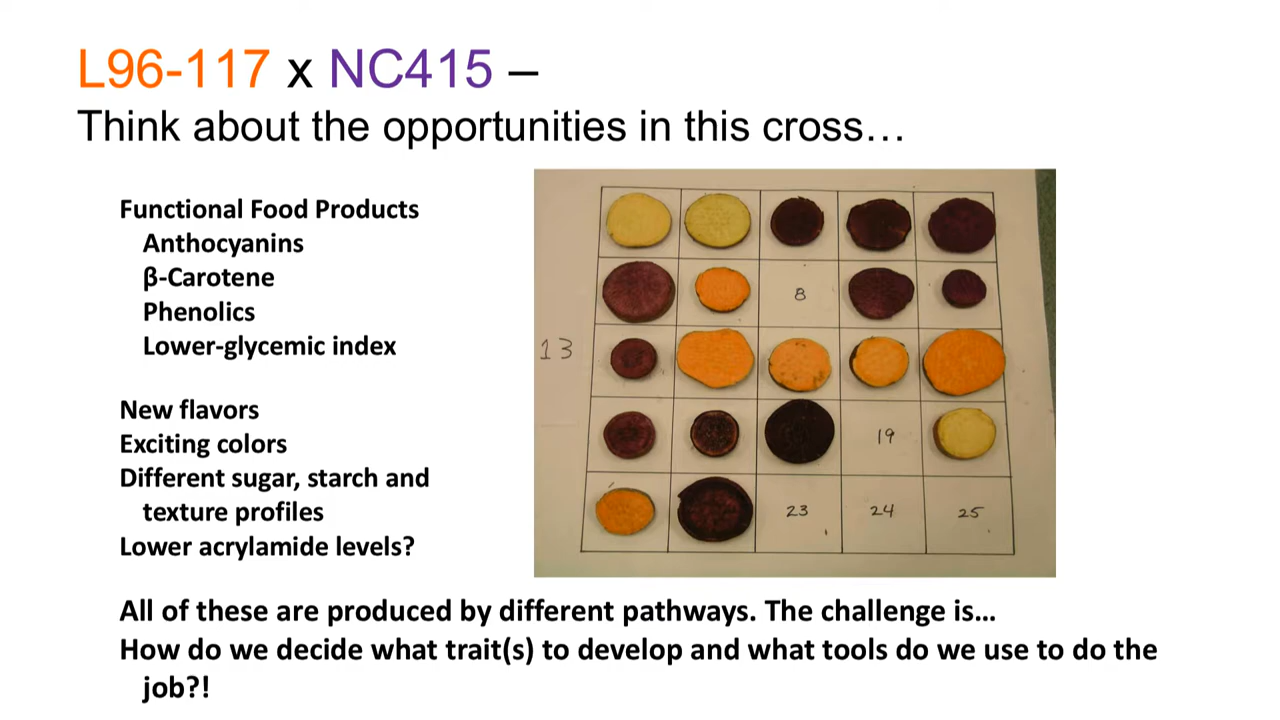 L96-117 x NC415 –
Think about the opportunities in this cross…
Functional Food Products
Anthocyanins
β-Carotene
Phenolics
Lower-glycemic index
New flavors
Exciting colors
Different sugar, starch and
texture profiles
Lower acrylamide levels?
8
13
19
23
24
25
All of these are produced by different pathways. The challenge is…
How do we decide what trait(s) to develop and what tools do we use to do the
job?!